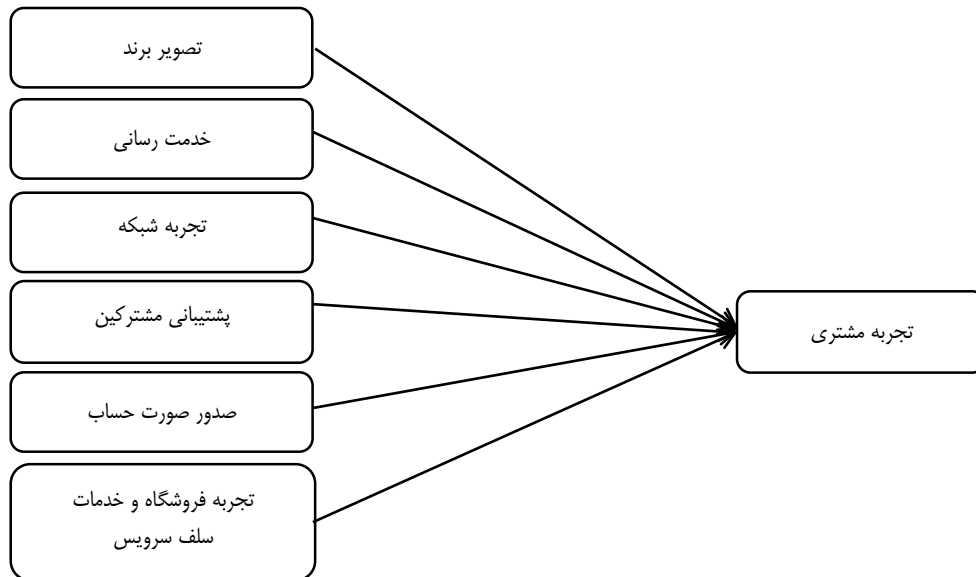 تصویر برند
خدمت رسانی
تجربه شبکه
پشتیبانی مشترکین
صدور صورت حساب
تجربه فروشگاه و خدمات
سلف سرویس
تجربه مشتری